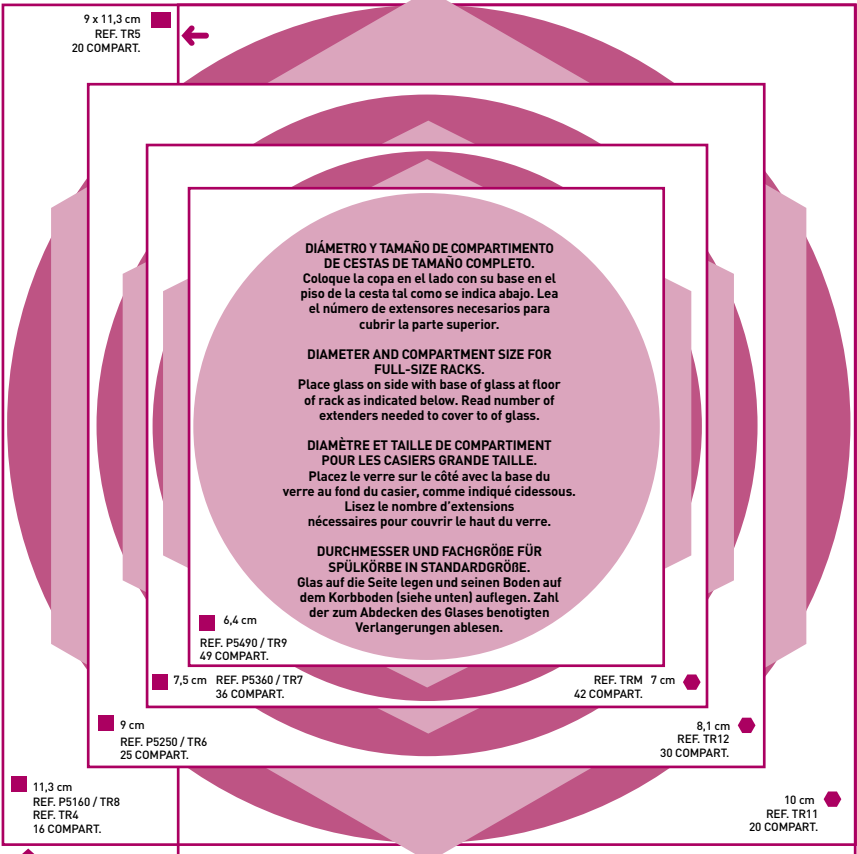 9 x 11,3 cm
REF. TR5
20 COMPART.
DIÁMETRO Y TAMAÑO DE COMPARTIMENTO
DE CESTAS DE TAMAÑO COMPLETO.
Coloque la copa en el lado con su base en el
piso de la cesta tal como se indica abajo. Lea
el número de extensores necesarios para
cubrir la parte superior.
DIAMETER AND COMPARTMENT SIZE FOR
FULL-SIZE RACKS.
Place glass on side with base of glass at floor
of rack as indicated below. Read number of
extenders needed to cover to of glass.
DIAMÈTRE ET TAILLE DE COMPARTIMENT
POUR LES CASIERS GRANDE TAILLE.
Placez le verre sur le côté avec la base du
verre au fond du casier, comme indiqué cidessous.
Lisez le nombre d'extensions
nécessaires pour couvrir le haut du verre.
DURCHMESSER UND FACHGRÖßE FÜR
SPÜLKÖRBE IN STANDARDGRÖßE.
Glas auf die Seite legen und seinen Boden auf
dem Korbboden (siehe unten) auflegen. Zahl
der zum Abdecken des Glases benotigten
Verlangerungen ablesen.
6,4 cm
REF. P5490 / TR9
49 COMPART.
7,5 cm REF. P5360 / TR7
36 COMPART.
REF. TRM 7 cm
42 COMPART.
9 cm
REF. P5250 / TR6
25 COMPART.
8,1 cm
REF. TR12
30 COMPART.
11,3 cm
REF. P5160 / TR8
REF. TR4
16 COMPART.
10 cm
REF. TR11
20 COMPART.